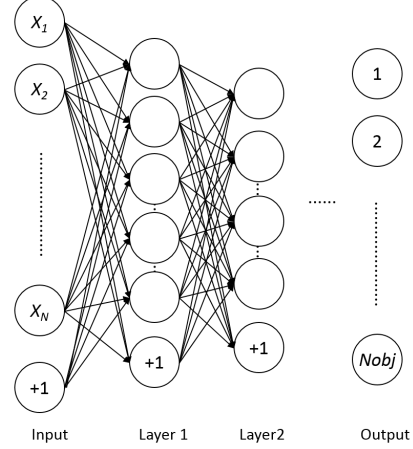 X1
X2
XN
+1
+1
+1
1
2
Nobj
Input
Layer 1
Layer2
Output